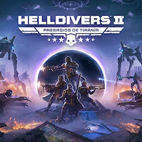 HELLDIVERS II
PRESAGIOS DE TIRANÍA